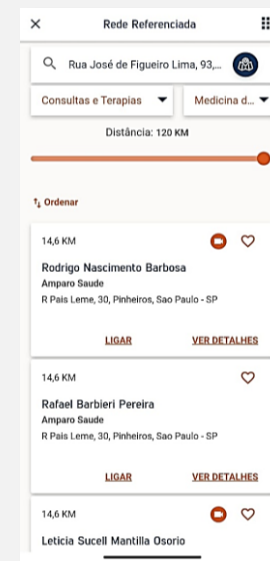 Rede Referenciada
Rua José de Figueiro Lima, 93,...
Consultas e Terapias
Medicina d...
Distância: 120 KM
Ordenar
14,6 KM
Rodrigo Nascimento Barbosa
Amparo Saude
R Pais Leme, 30, Pinheiros, Sao Paulo - SP
LIGAR
VER DETALHES
14,6 KM
Rafael Barbieri Pereira
Amparo Saude
R Pais Leme, 30, Pinheiros, Sao Paulo - SP
LIGAR
VER DETALHES
14,6 KM
Leticia Sucell Mantilla Osorio